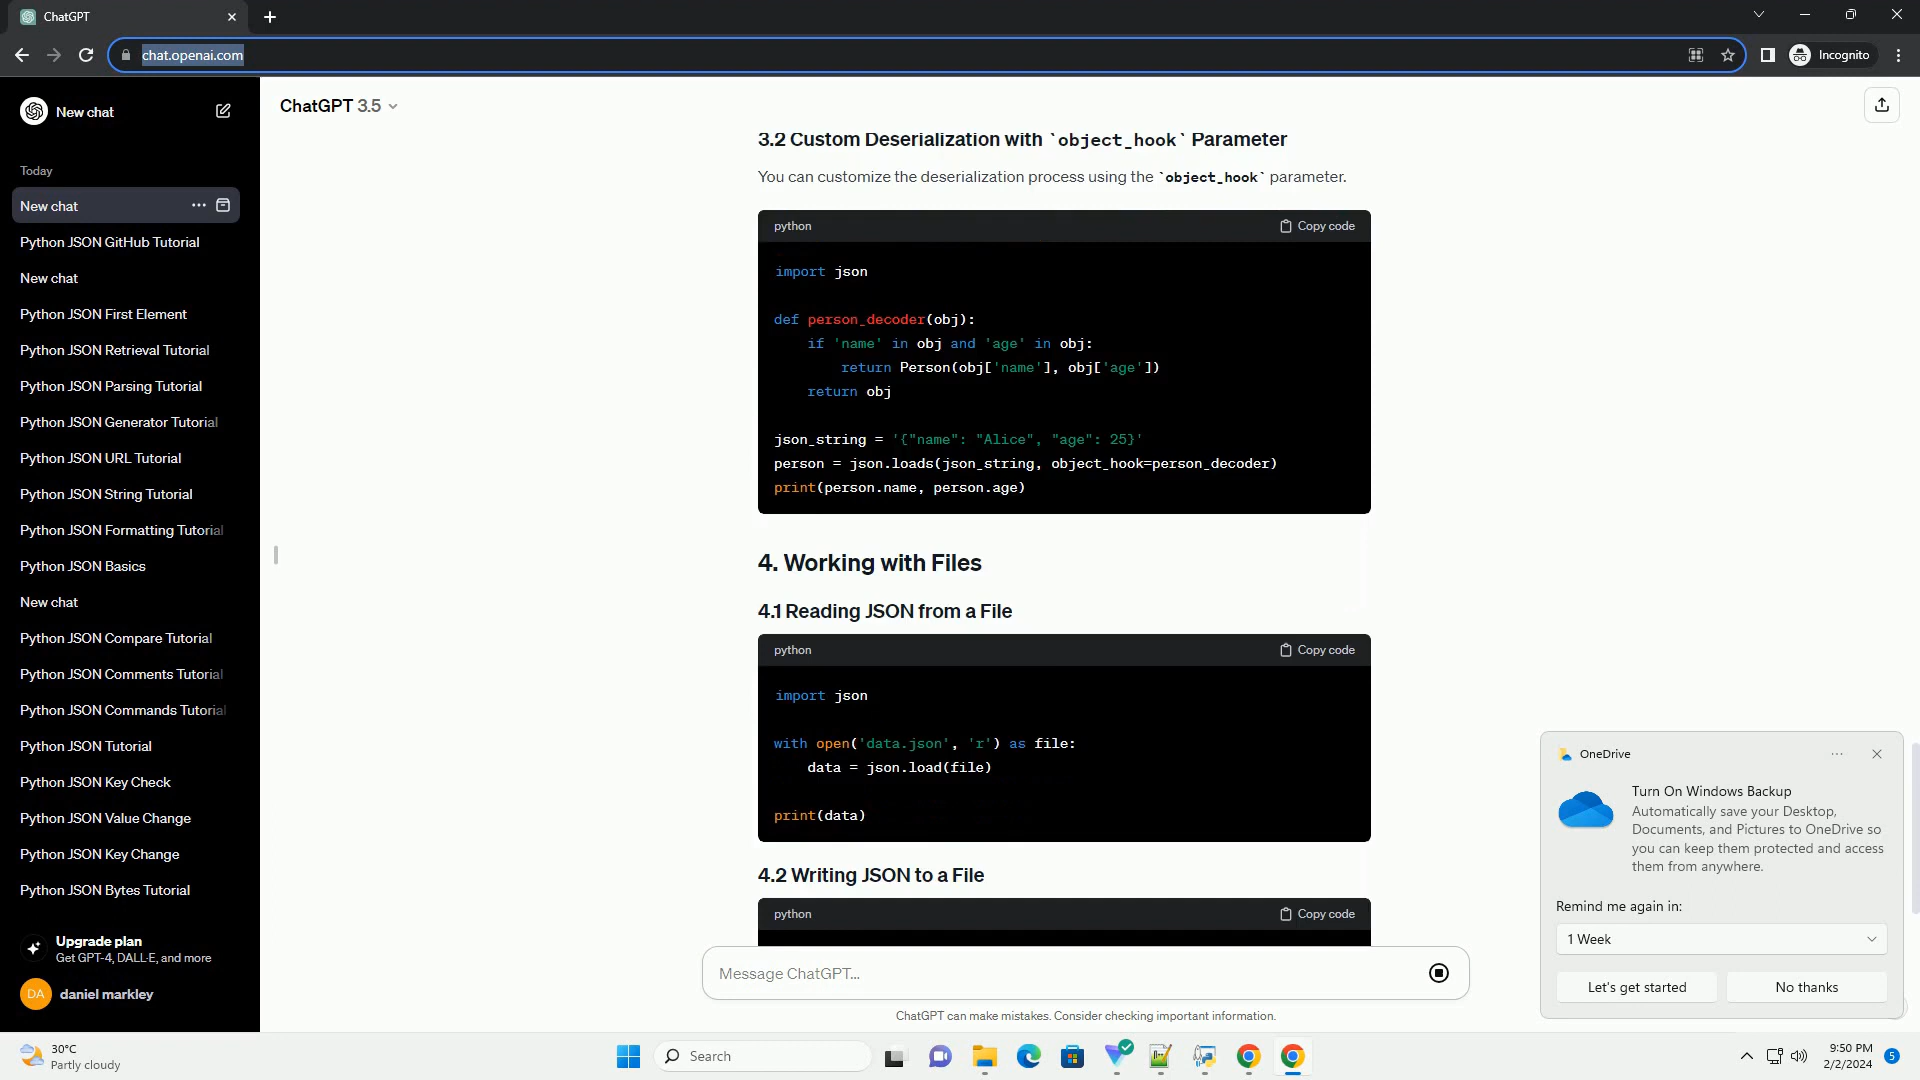 ChatGPT
chat.openai.com
Incognito
New chat
Today
New chat
Python JSON GitHub Tutorial
New chat
Python JSON First Element
Python JSON Retrieval Tutorial
Python JSON Parsing Tutorial
Python JSON Generator Tutorial
Python JSON URL Tutorial
Python JSON String Tutorial
Python JSON Formatting Tutorial
Python JSON Basics
New chat
Python JSON Compare Tutorial
Python JSON Comments Tutorial
Python JSON Commands Tutorial
Python JSON Tutorial
Python JSON Key Check
Python JSON Value Change
Python JSON Key Change
Python JSON Bytes Tutorial
Upgrade plan
Get GPT-4, DALL·E, and more
DA
daniel markley
ChatGPT 3.5
3.2 Custom Deserialization with `object_hook` Parameter
You can customize the deserialization process using the `object_hook` parameter.
python
Copy code
import json
def person_decoder(obj):
    if 'name' in obj and 'age' in obj:
        return Person(obj['name'], obj['age'])
    return obj
json_string = '{"name": "Alice", "age": 25}'
person = json.loads(json_string, object_hook=person_decoder)
print(person.name, person.age)
4. Working with Files
4.1 Reading JSON from a File
python
Copy code
import json
with open('data.json', 'r') as file:
    data = json.load(file)
print(data)
4.2 Writing JSON to a File
python
Copy code
Message ChatGPT...
ChatGPT can make mistakes. Consider checking important information.
OneDrive
Turn On Windows Backup
Automatically save your Desktop,
Documents, and Pictures to OneDrive so
you can keep them protected and access
them from anywhere.
Remind me again in:
1 Week
Let's get started
No thanks
30°C
Partly cloudy
Search
9:50 PM
2/2/2024
5